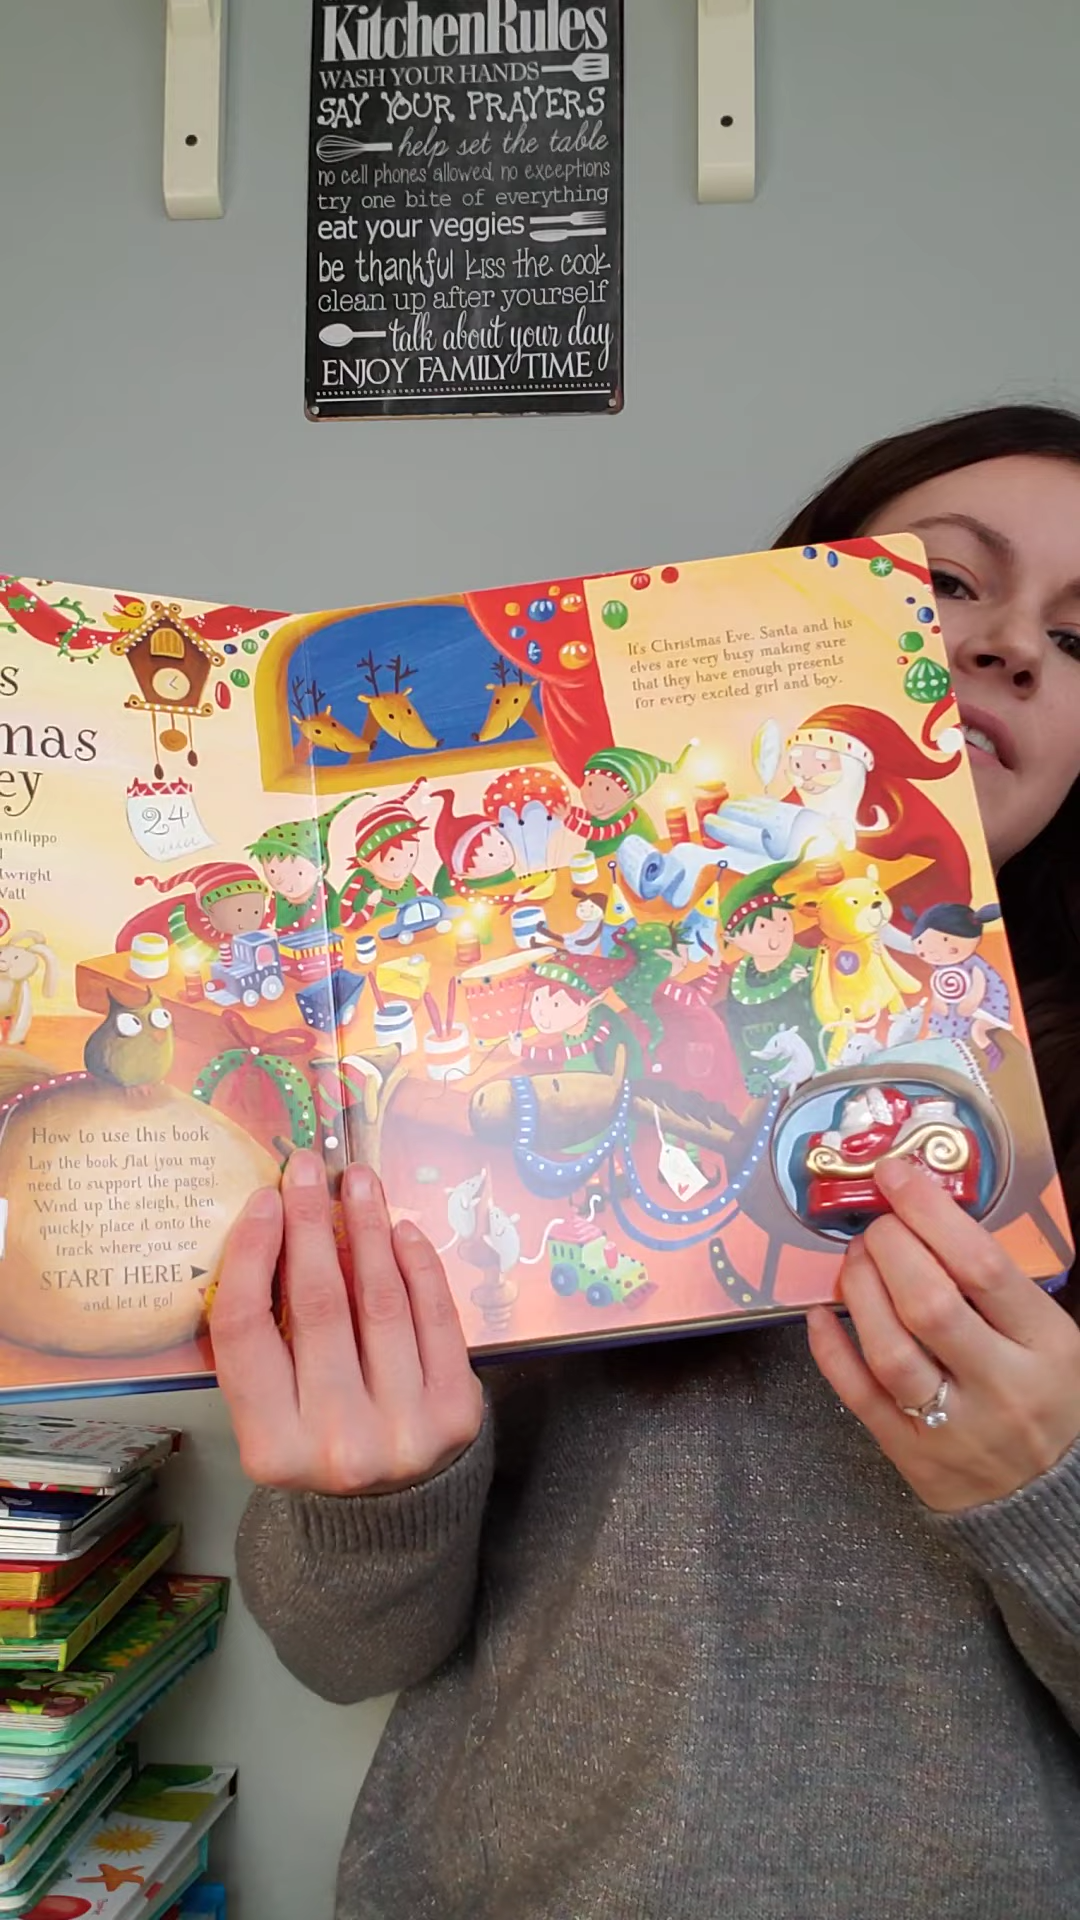 KitchenRules
WASH YOUR HANDS
SAY YOUR PRAYERS
help set the table
no cell phones allowed, no exceptions
try one bite of everything
eat your veggies
be thankful kiss the cook
clean up after yourself
talk about your day
ENJOY FAMILY TIME
It's Christmas Eve. Santa and his
elves are very busy making sure
that they have enough presents
for every excited girl and boy.
s
mas
ey
anfilippo
twright
Watt
24
How to use this book
Lay the book flat (you may
need to support the pages).
Wind up the sleigh, then
quickly place it onto the
track where you see
START HERE
and let it go!